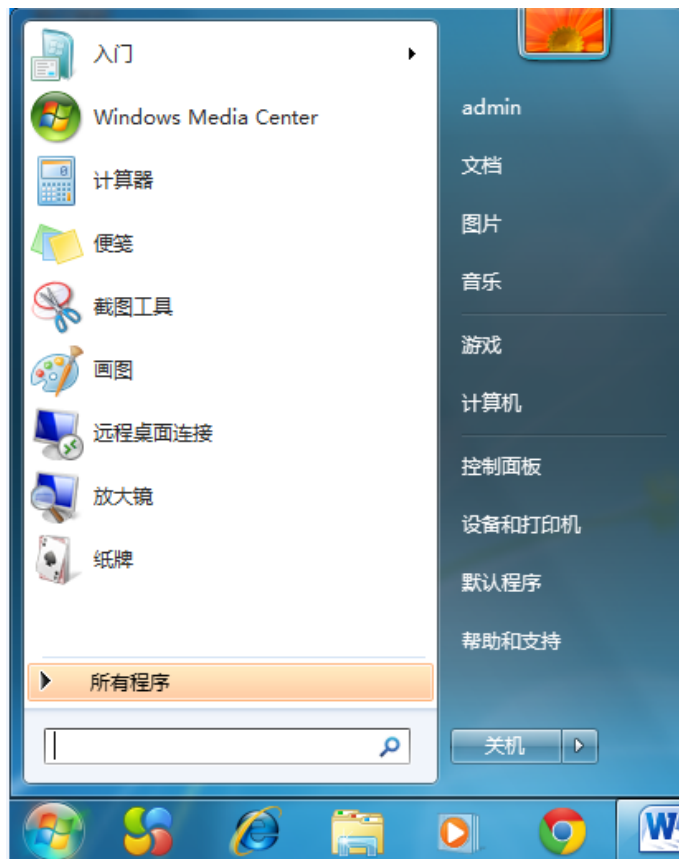 入门
Windows Media Center
计算器
便笺
截图工具
画图
远程桌面连接
放大镜
纸牌
所有程序
admin
文档
图片
音乐
游戏
计算机
控制面板
设备和打印机
默认程序
帮助和支持
关机
W